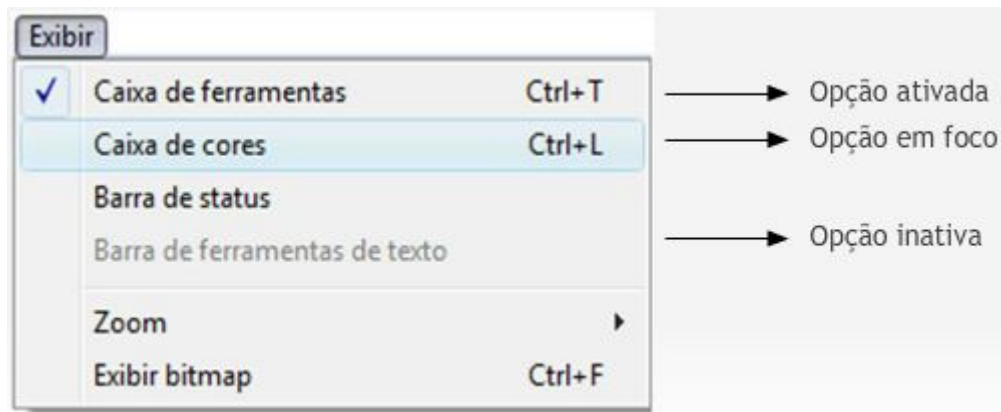 Exibir
Caixa de ferramentas Ctrl+T Opção ativada
Caixa de cores Ctrl+L Opção em foco
Barra de status
Barra de ferramentas de texto Opção inativa
Zoom
Exibir bitmap Ctrl+F